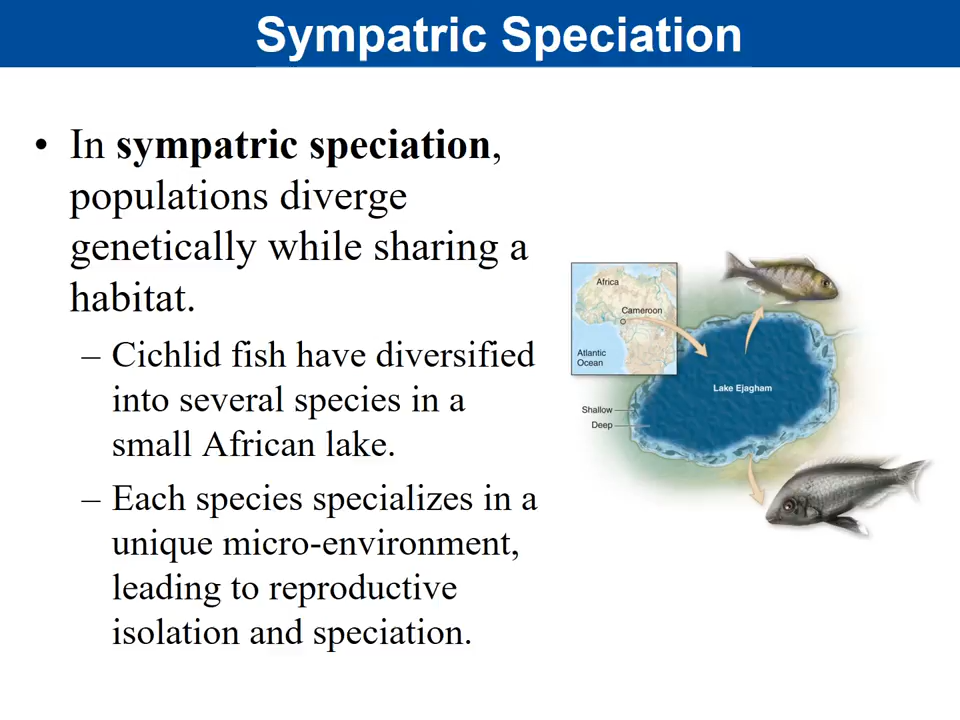 Sympatric Speciation
• In sympatric speciation,
populations diverge
genetically while sharing a
habitat.
– Cichlid fish have diversified
into several species in a
small African lake.
– Each species specializes in a
unique micro-environment,
leading to reproductive
isolation and speciation.
Africa
Cameroon
Atlantic
Ocean
Lake Ejagham
Shallow
Deep